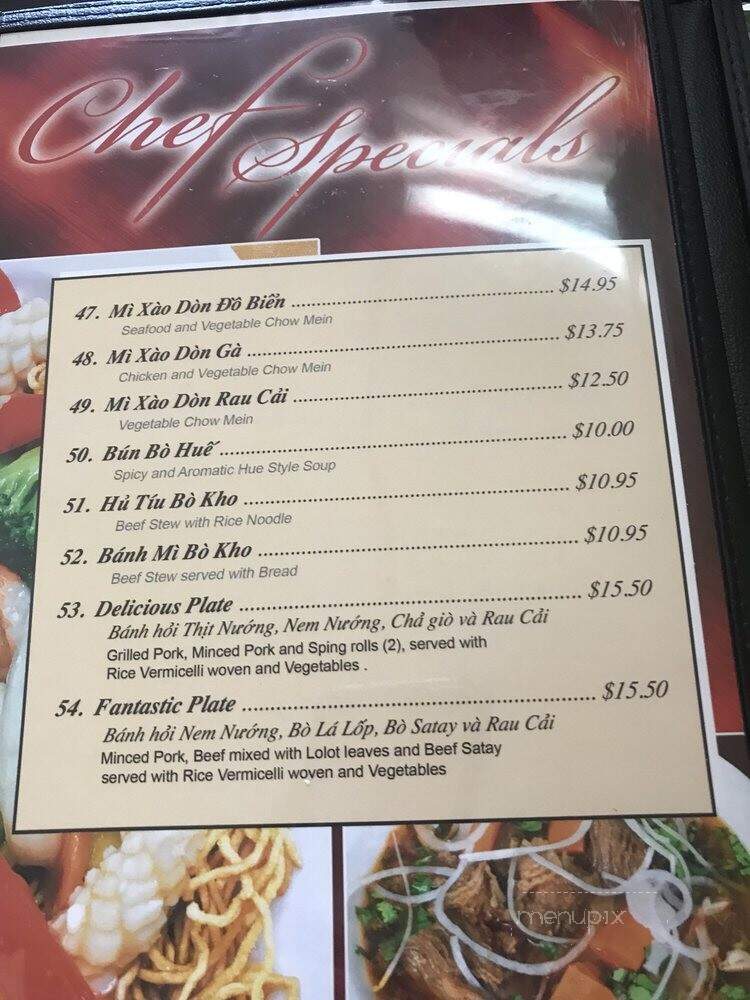 Chef Specials
47. Mì Xào Dòn Đồ Biển ........ $14.95
Seafood and Vegetable Chow Mein
48. Mì Xào Dòn Gà ........ $13.75
Chicken and Vegetable Chow Mein
49. Mì Xào Dòn Rau Cải ........ $12.50
Vegetable Chow Mein
50. Bún Bò Huế ........ $10.00
Spicy and Aromatic Hue Style Soup
51. Hủ Tíu Bò Kho ........ $10.95
Beef Stew with Rice Noodle
52. Bánh Mì Bò Kho ........ $10.95
Beef Stew served with Bread
53. Delicious Plate ........ $15.50
Bánh hỏi Thịt Nướng, Nem Nướng, Chả giò và Rau Cải
Grilled Pork, Minced Pork and Sping rolls (2), served with
Rice Vermicelli woven and Vegetables .
54. Fantastic Plate ........ $15.50
Bánh hỏi Nem Nướng, Bò Lá Lốp, Bò Satay và Rau Cải
Minced Pork, Beef mixed with Lolot leaves and Beef Satay
served with Rice Vermicelli woven and Vegetables
menupix